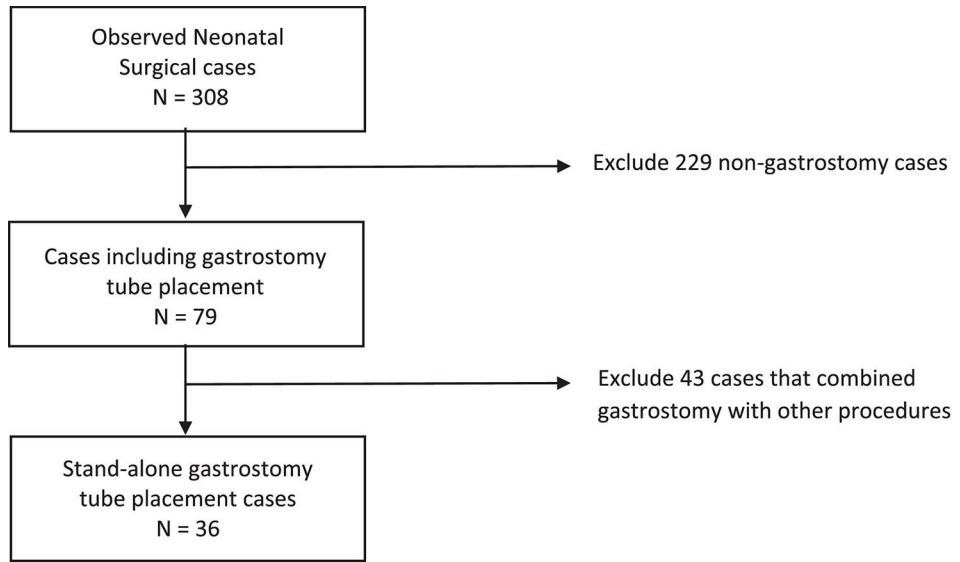 Observed Neonatal
Surgical cases
N = 308
Exclude 229 non-gastrostomy cases
Cases including gastrostomy
tube placement
N = 79
Exclude 43 cases that combined
gastrostomy with other procedures
Stand-alone gastrostomy
tube placement cases
N = 36